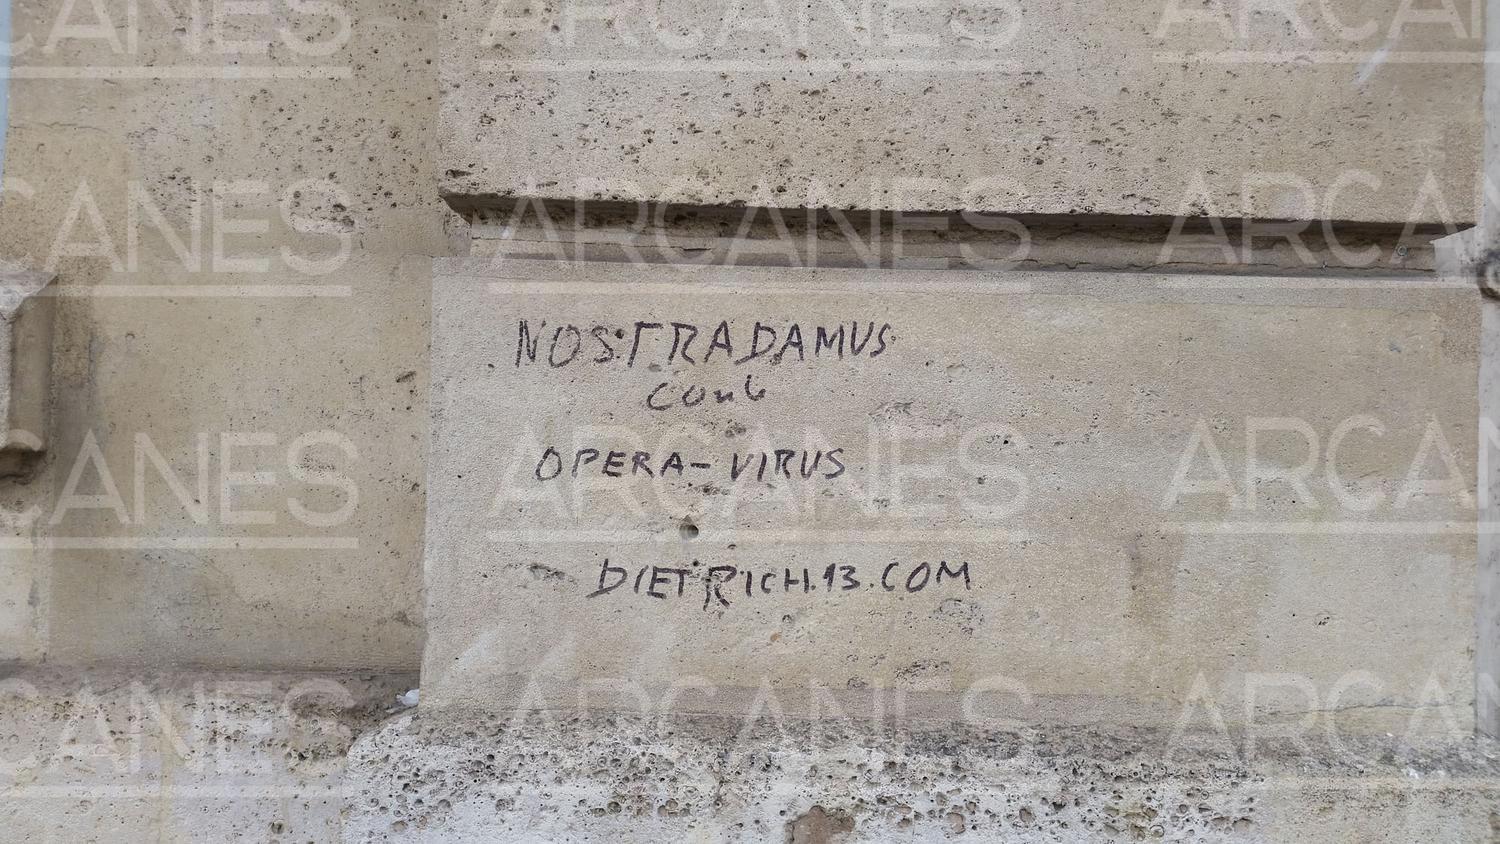 NOSTRADAMUS
OPERA-VIRUS
DIETRICH.13.COM
ARCANES